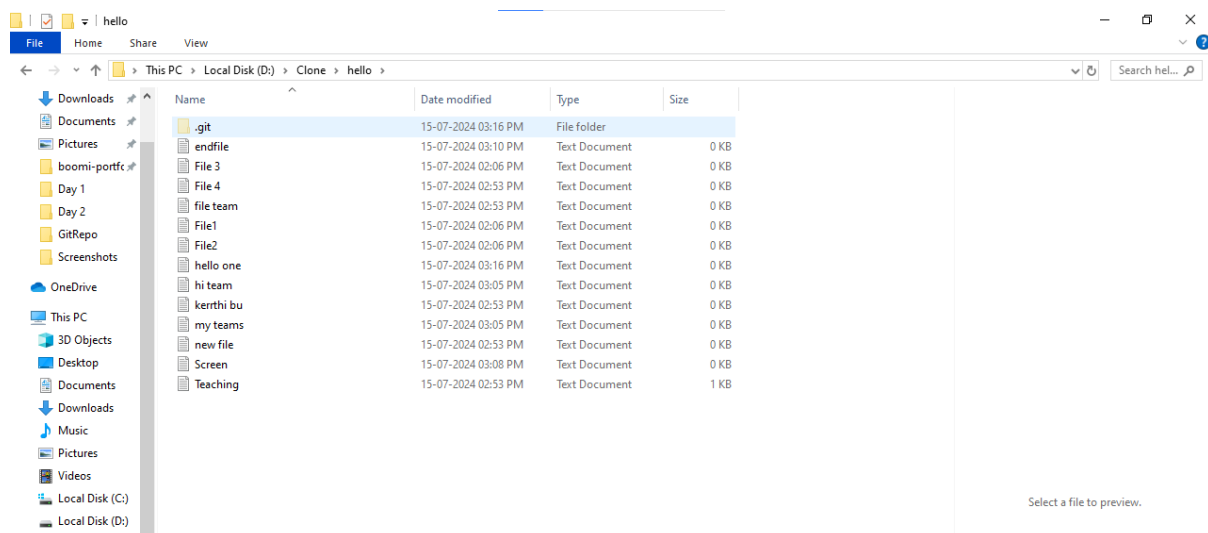 hello
File Home Share View
This PC Local Disk (D:) Clone hello Search hel...
Downloads
Documents
Pictures
boomi-portfc
Day 1
Day 2
GitRepo
Screenshots
OneDrive
This PC
3D Objects
Desktop
Documents
Downloads
Music
Pictures
Videos
Local Disk (C:)
Local Disk (D:)
Name Date modified Type Size
.git 15-07-2024 03:16 PM File folder
endfile 15-07-2024 03:10 PM Text Document 0 KB
File 3 15-07-2024 02:06 PM Text Document 0 KB
File 4 15-07-2024 02:53 PM Text Document 0 KB
file team 15-07-2024 02:53 PM Text Document 0 KB
File1 15-07-2024 02:06 PM Text Document 0 KB
File2 15-07-2024 02:06 PM Text Document 0 KB
hello one 15-07-2024 03:16 PM Text Document 0 KB
hi team 15-07-2024 03:05 PM Text Document 0 KB
kerrthi bu 15-07-2024 02:53 PM Text Document 0 KB
my teams 15-07-2024 03:05 PM Text Document 0 KB
new file 15-07-2024 02:53 PM Text Document 0 KB
Screen 15-07-2024 03:08 PM Text Document 0 KB
Teaching 15-07-2024 02:53 PM Text Document 1 KB
Select a file to preview.